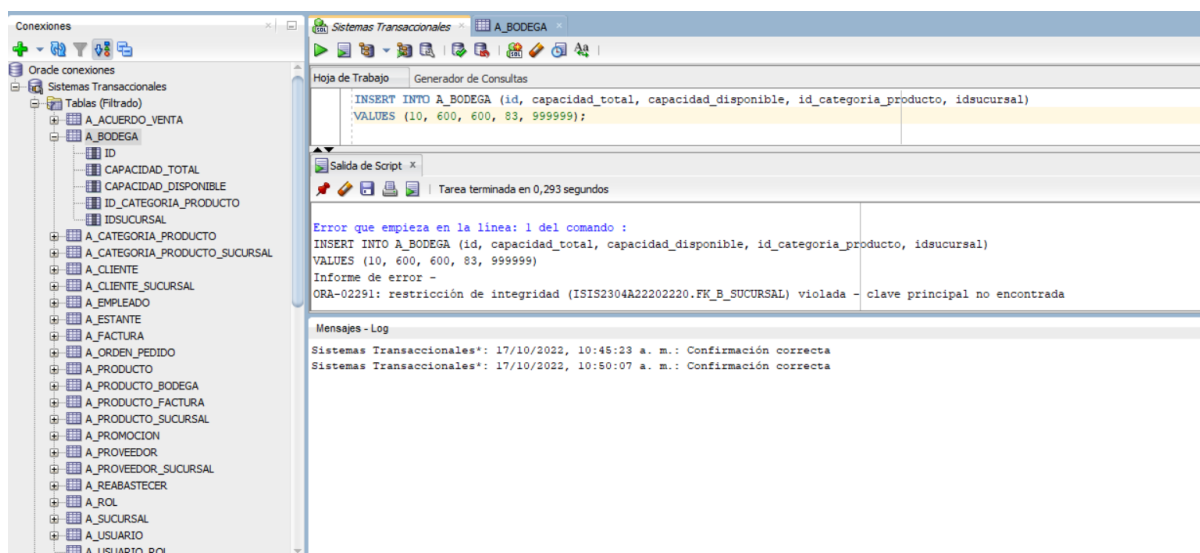 Conexiones
Oracle conexiones
Sistemas Transaccionales
Tablas (Filtrado)
A_ACUERDO_VENTA
A_BODEGA
ID
CAPACIDAD_TOTAL
CAPACIDAD_DISPONIBLE
ID_CATEGORIA_PRODUCTO
IDSUCURSAL
A_CATEGORIA_PRODUCTO
A_CATEGORIA_PRODUCTO_SUCURSAL
A_CLIENTE
A_CLIENTE_SUCURSAL
A_EMPLEADO
A_ESTANTE
A_FACTURA
A_ORDEN_PEDIDO
A_PRODUCTO
A_PRODUCTO_BODEGA
A_PRODUCTO_FACTURA
A_PRODUCTO_SUCURSAL
A_PROMOCION
A_PROVEEDOR
A_PROVEEDOR_SUCURSAL
A_REABASTECER
A_ROL
A_SUCURSAL
A_USUARIO
A_USUARIO_ROL
Sistemas Transaccionales
A_BODEGA
Hoja de Trabajo Generador de Consultas
INSERT INTO A_BODEGA (id, capacidad_total, capacidad_disponible, id_categoria_producto, idsucursal)
VALUES (10, 600, 600, 83, 999999);
Salida de Script
Tarea terminada en 0,293 segundos
Error que empieza en la línea: 1 del comando :
INSERT INTO A_BODEGA (id, capacidad_total, capacidad_disponible, id_categoria_producto, idsucursal)
VALUES (10, 600, 600, 83, 999999)
Informe de error -
ORA-02291: restricción de integridad (ISIS2304A22202220.FK_B_SUCURSAL) violada - clave principal no encontrada
Mensajes - Log
Sistemas Transaccionales*: 17/10/2022, 10:45:23 a. m.: Confirmación correcta
Sistemas Transaccionales*: 17/10/2022, 10:50:07 a. m.: Confirmación correcta